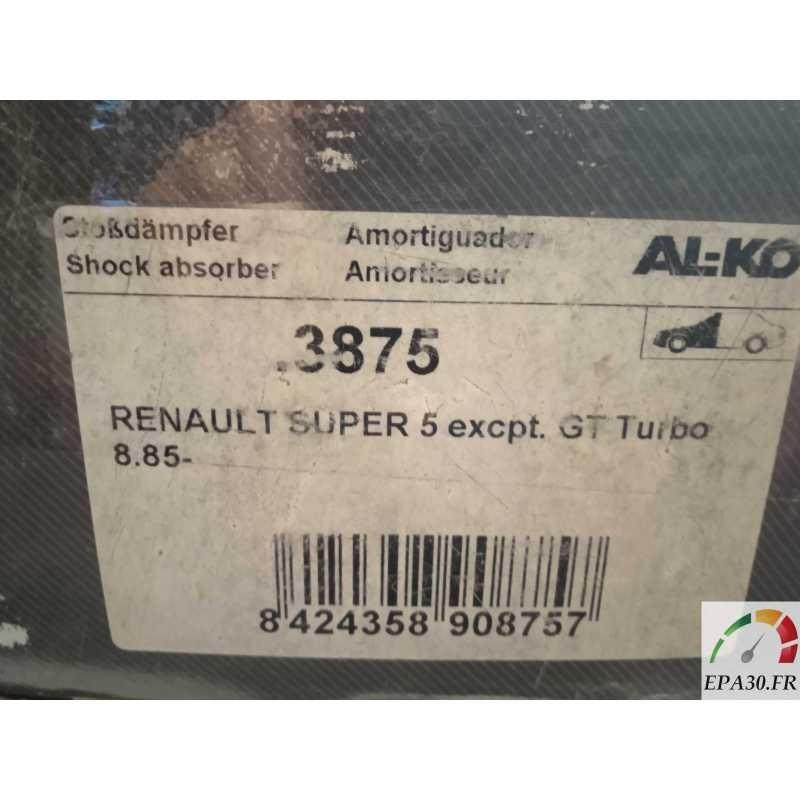 Stoßdämpfer Amortiguador
Shock absorber Amortisseur
AL-KO
.3875
RENAULT SUPER 5 excpt. GT Turbo
8.85-
8 424358 908757
EPA30.FR